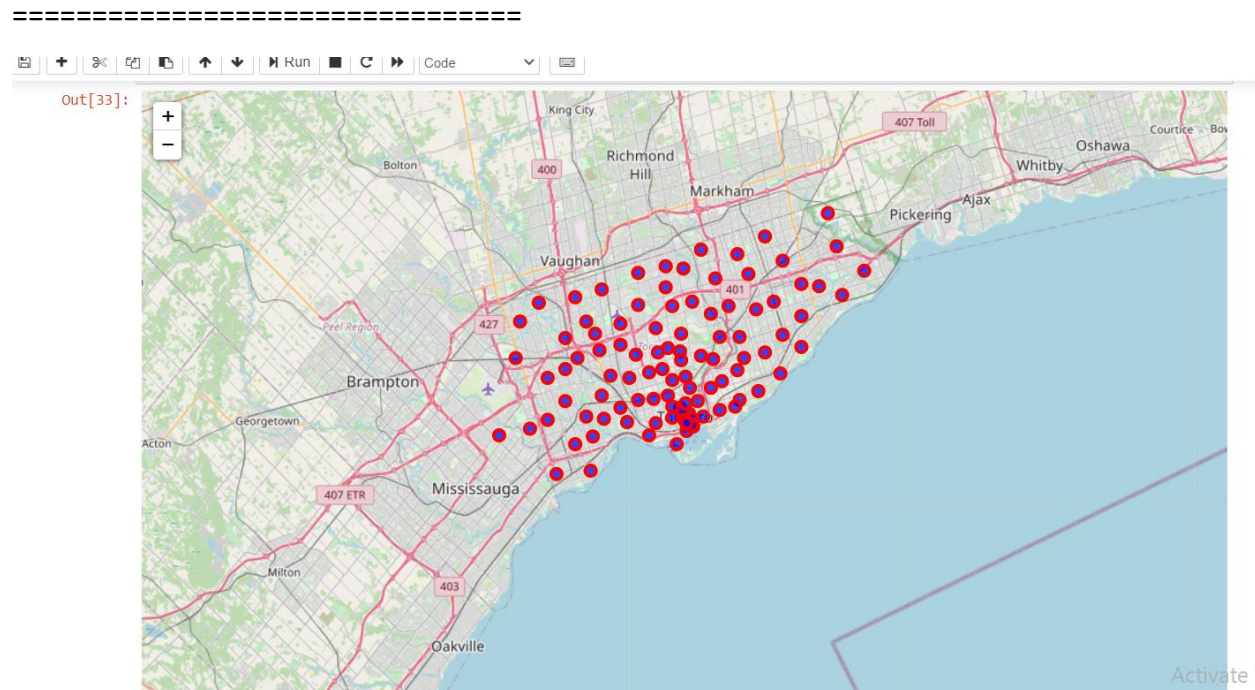 ================================
Run
Code
Out[33]:
+
−
King City
407 Toll
Courtice
Bolton
400
Richmond
Hill
Oshawa
Whitby
Markham
Ajax
Pickering
Vaughan
401
427
Peel Region
Brampton
Georgetown
Acton
Mississauga
407 ETR
Milton
403
Oakville
Activate